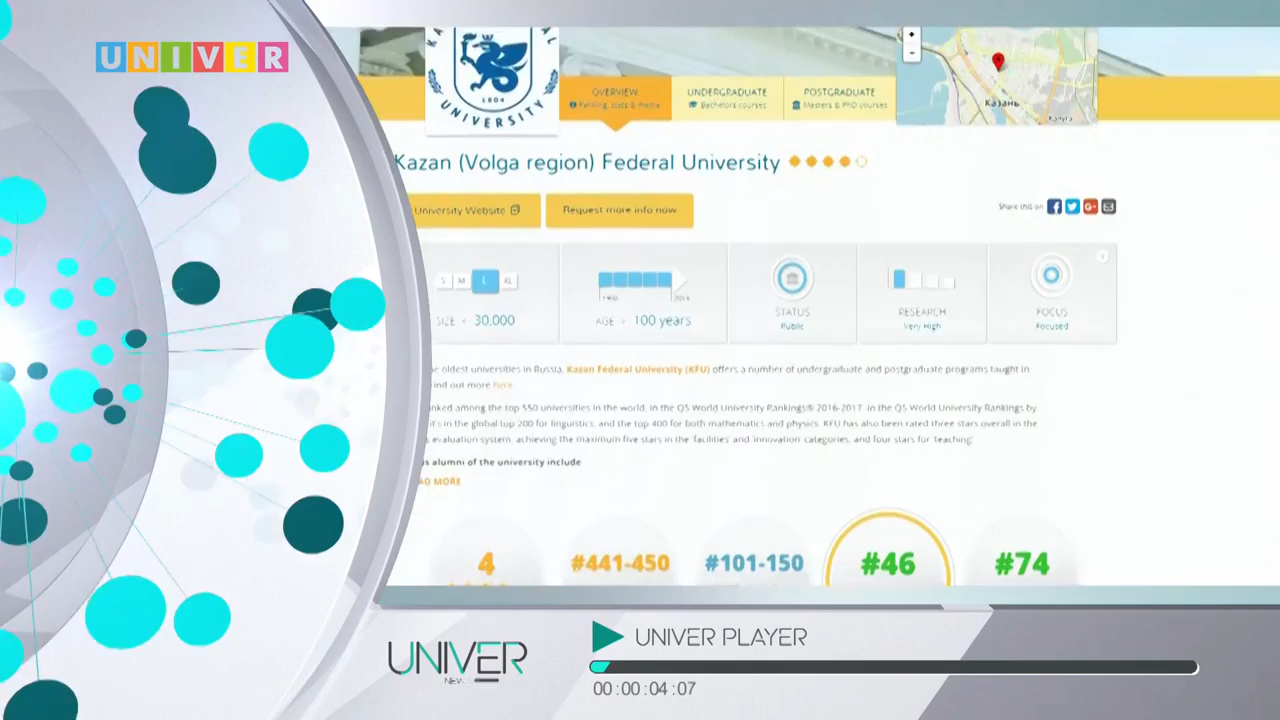 UNIVER
KAZAN FEDERAL
1804
UNIVERSITY
OVERVIEW
Ranking, stats & media
UNDERGRADUATE
Bachelors courses
POSTGRADUATE
Masters & PhD courses
+
-
Казань
Kazan (Volga region) Federal University
University Website
Request more info now
Share this on
S M L XL
SIZE < 30,000
AGE > 100 years
STATUS
Public
RESEARCH
Very High
FOCUS
Focused
oldest universities in Russia, Kazan Federal University (KFU) offers a number of undergraduate and postgraduate programs taught in
ind out more here.
nked among the top 550 universities in the world, in the QS World University Rankings® 2016-2017. In the QS World University Rankings by
in the global top 200 for linguistics, and the top 400 for both mathematics and physics. KFU has also been rated three stars overall in the
evaluation system, achieving the maximum five stars in the 'facilities' and 'innovation' categories, and four stars for 'teaching'
alumni of the university include
AD MORE
4
#441-450
#101-150
#46
#74
UNIVER
NEW
UNIVER PLAYER
00:00:04:07